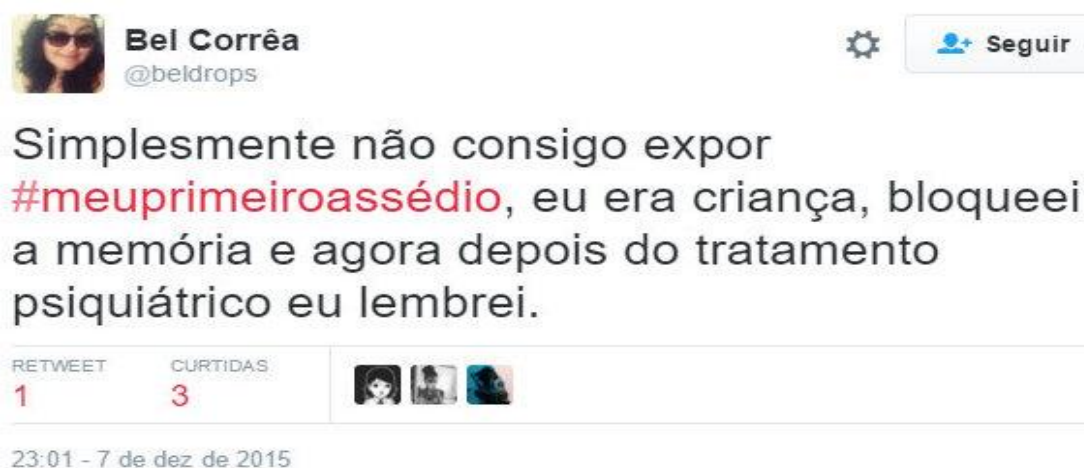 Bel Corrêa
@beldrops
Seguir
Simplesmente não consigo expor
#meuprimeiroassédio, eu era criança, bloqueei
a memória e agora depois do tratamento
psiquiátrico eu lembrei.
RETWEET CURTIDAS
1 3
23:01 - 7 de dez de 2015